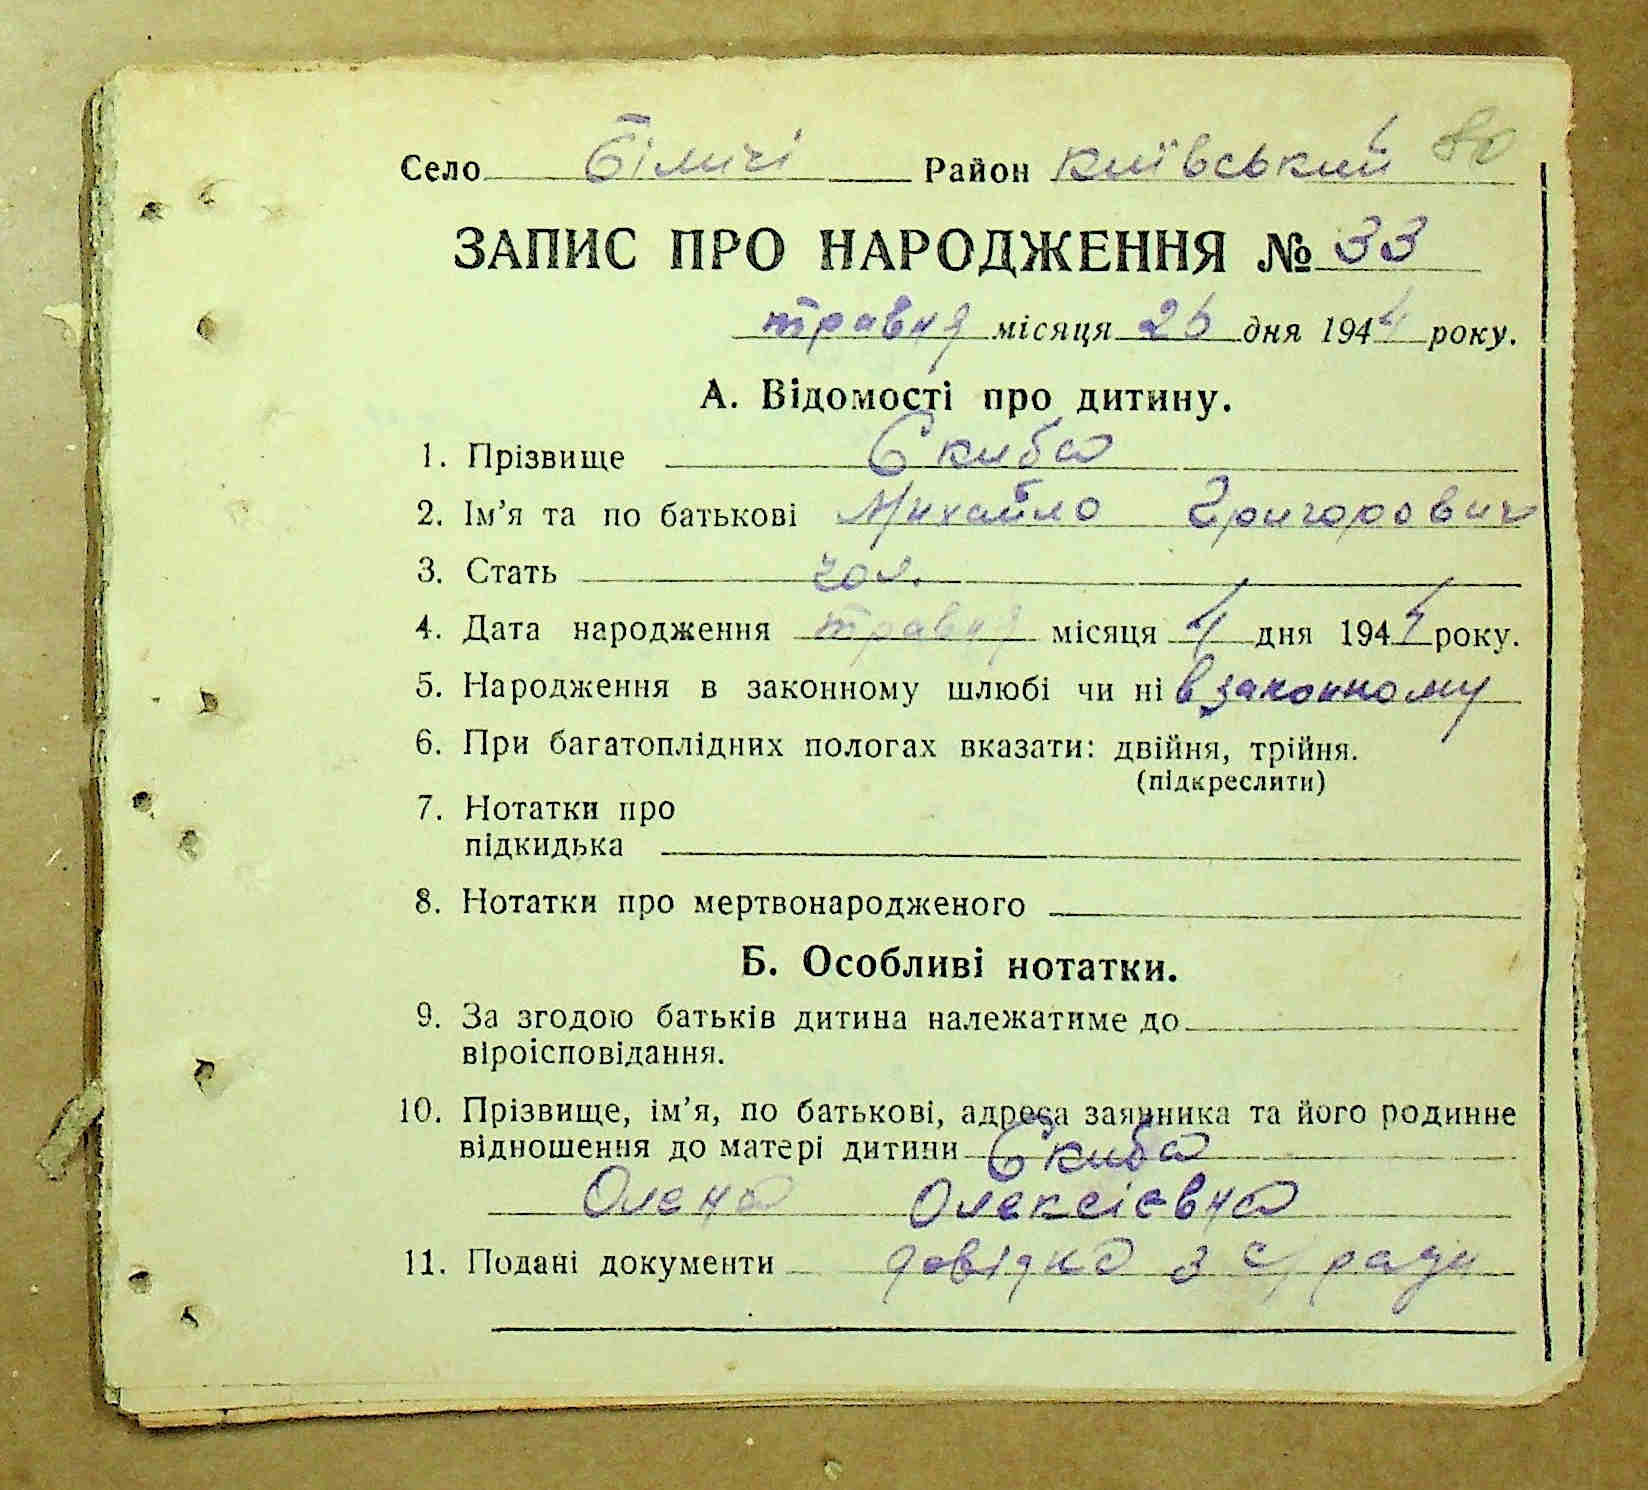 Село Біличі Район Київський 80
ЗАПИС ПРО НАРОДЖЕННЯ № 33
травня місяця 26 дня 1944 року.
А. Відомості про дитину.
1. Прізвище Скиба
2. Ім’я та по батькові Михайло Григорович
3. Стать чол.
4. Дата народження травня місяця 4 дня 1944 року.
5. Народження в законному шлюбі чи ні в законному
6. При багатоплідних пологах вказати: двійня, трійня.
(підкреслити)
7. Нотатки про
підкидька
8. Нотатки про мертвонародженого
Б. Особливі нотатки.
9. За згодою батьків дитина належатиме до
віроісповідання.
10. Прізвище, ім’я, по батькові, адреса заявника та його родинне
відношення до матері дитини Скиба
Олена Олексієвна
11. Подані документи довідка з с/ ради